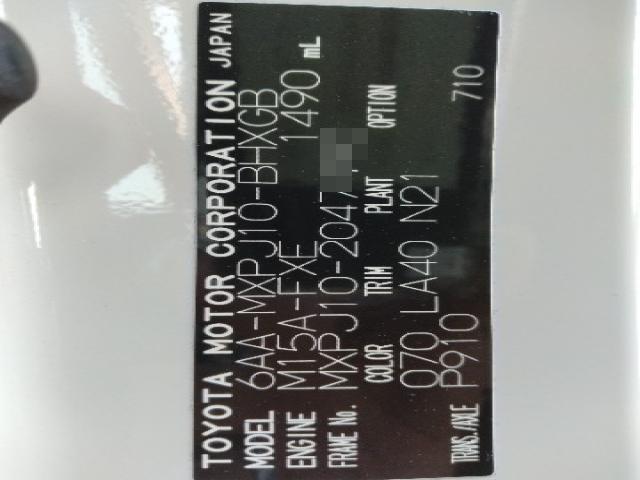 TOYOTA MOTOR CORPORATION JAPAN
MODEL 6AA-MXPJ10-BHXGB
ENGINE M15A-FXE 1490 mL
FRAME No. MXPJ10-2047
COLOR TRIM PLANT OPTION
070 LA40 N21
TRANS./AXLE P910 710